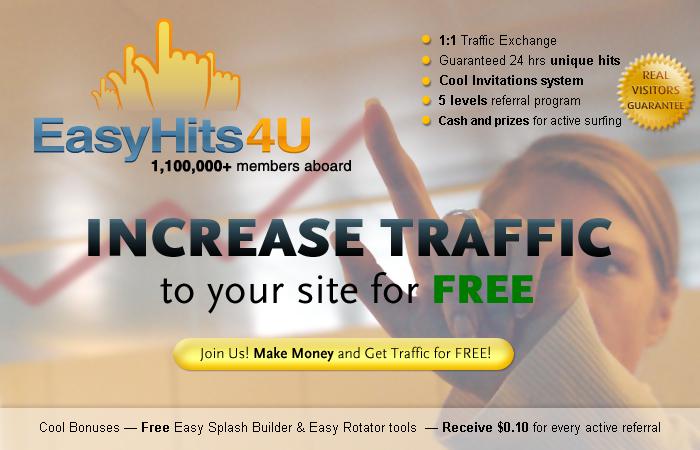 EasyHits4U
1,100,000+ members aboard
1:1 Traffic Exchange
Guaranteed 24 hrs unique hits
Cool Invitations system
5 levels referral program
Cash and prizes for active surfing
REAL
VISITORS
GUARANTEE
INCREASE TRAFFIC
to your site for FREE
Join Us! Make Money and Get Traffic for FREE!
Cool Bonuses — Free Easy Splash Builder & Easy Rotator tools — Receive $0.10 for every active referral